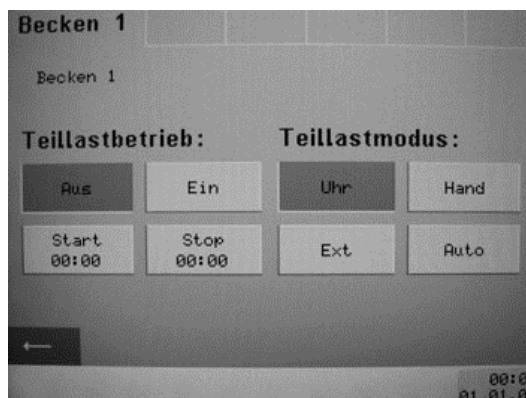 Becken 1
Becken 1
Teillastbetrieb: Teillastmodus:
Aus Ein Uhr Hand
Start Stop
00:00 00:00
Ext Auto
←